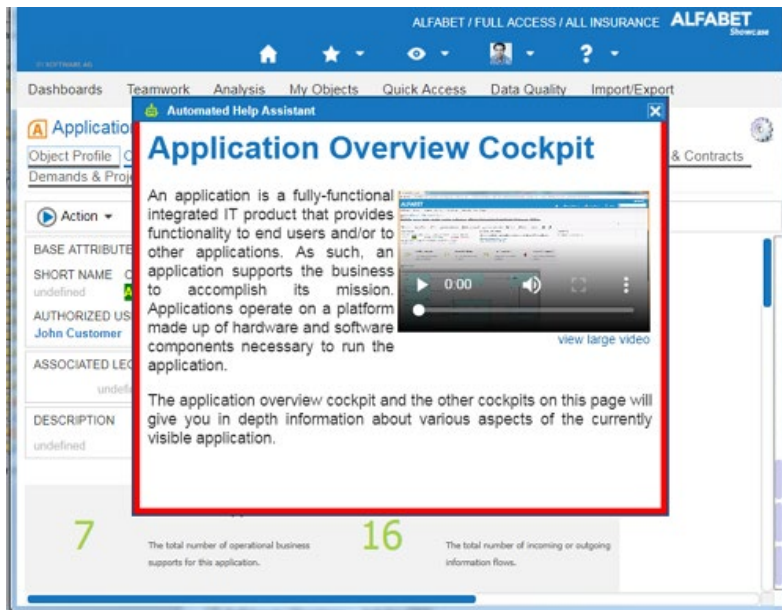 ALFABET / FULL ACCESS / ALL INSURANCE
ALFABET
Showcase
SOFTWARE AG
Dashboards Teamwork Analysis My Objects Quick Access Data Quality Import/Export
Automated Help Assistant
A Applicatio
Object Profile & Contracts
Demands & Proj
Application Overview Cockpit
Action
BASE ATTRIBUTE
SHORT NAME
undefined
AUTHORIZED US
John Customer
ASSOCIATED LEG
undef
DESCRIPTION
undefined
An application is a fully-functional
integrated IT product that provides
functionality to end users and/or to
other applications. As such, an
application supports the business
to accomplish its mission.
Applications operate on a platform
made up of hardware and software
components necessary to run the
application.
0:00
view large video
The application overview cockpit and the other cockpits on this page will
give you in depth information about various aspects of the currently
visible application.
7
The total number of operational business
supports for this application.
16
The total number of incoming or outgoing
information flows.